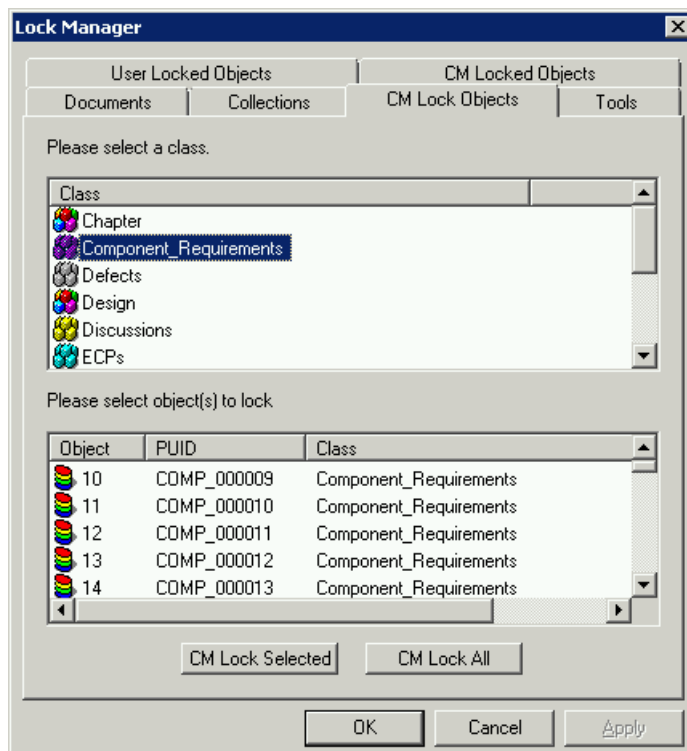 Lock Manager
User Locked Objects CM Locked Objects
Documents Collections CM Lock Objects Tools
Please select a class.
Class
Chapter
Component_Requirements
Defects
Design
Discussions
ECPs
Please select object(s) to lock
Object PUID Class
10 COMP_000009 Component_Requirements
11 COMP_000010 Component_Requirements
12 COMP_000011 Component_Requirements
13 COMP_000012 Component_Requirements
14 COMP_000013 Component_Requirements
CM Lock Selected CM Lock All
OK Cancel Apply